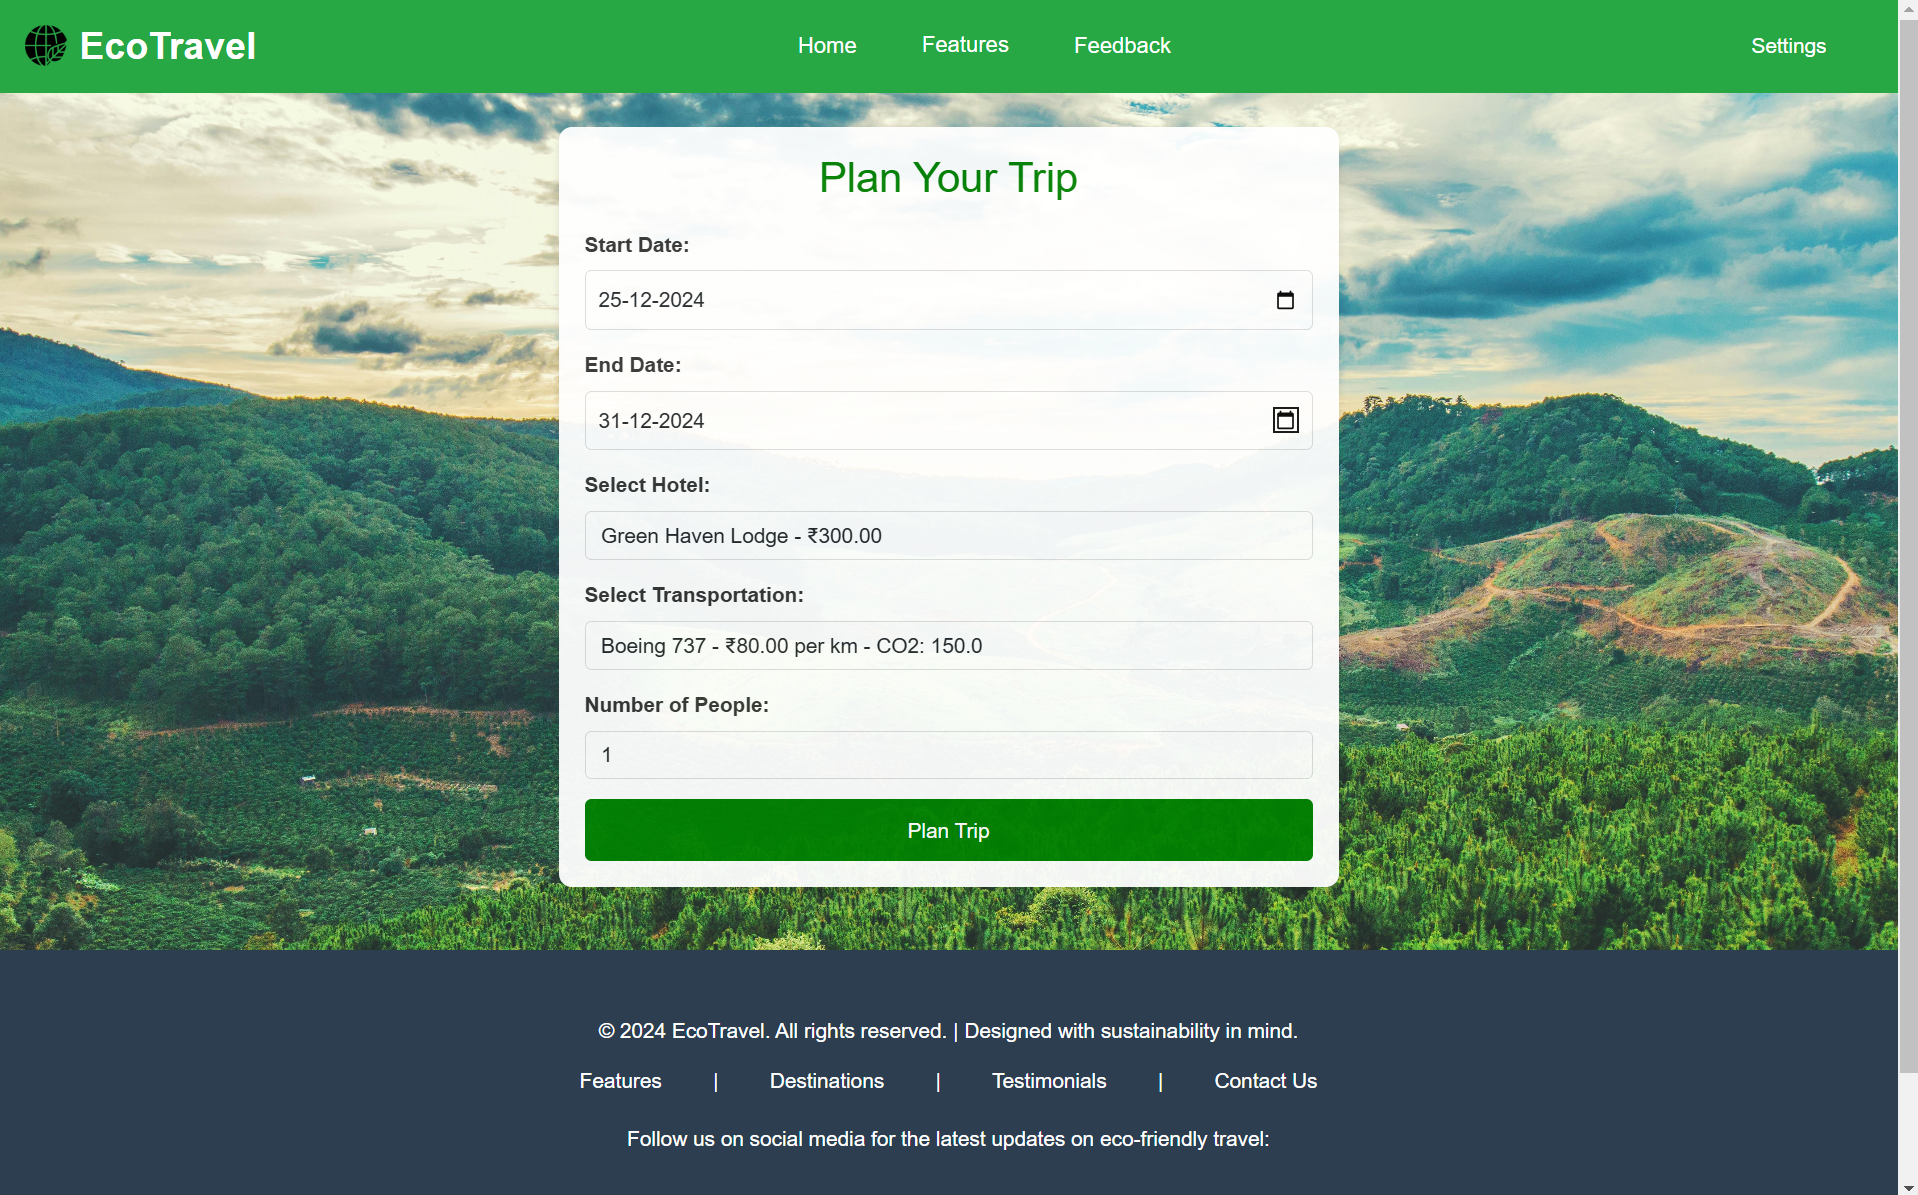 EcoTravel
Home
Features
Feedback
Settings
Plan Your Trip
Start Date:
25-12-2024
End Date:
31-12-2024
Select Hotel:
Green Haven Lodge - ₹300.00
Select Transportation:
Boeing 737 - ₹80.00 per km - CO2: 150.0
Number of People:
1
Plan Trip
© 2024 EcoTravel. All rights reserved. | Designed with sustainability in mind.
Features | Destinations | Testimonials | Contact Us
Follow us on social media for the latest updates on eco-friendly travel: